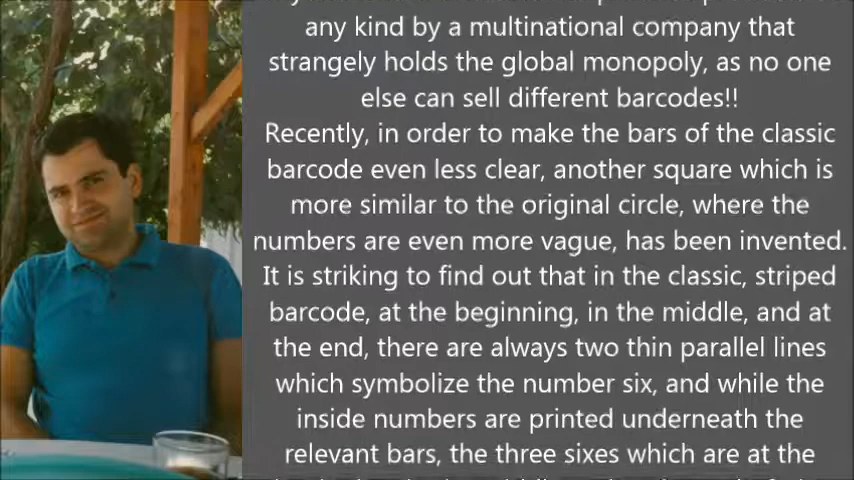 any kind by a multinational company that
strangely holds the global monopoly, as no one
else can sell different barcodes!!
Recently, in order to make the bars of the classic
barcode even less clear, another square which is
more similar to the original circle, where the
numbers are even more vague, has been invented.
It is striking to find out that in the classic, striped
barcode, at the beginning, in the middle, and at
the end, there are always two thin parallel lines
which symbolize the number six, and while the
inside numbers are printed underneath the
relevant bars, the three sixes which are at the